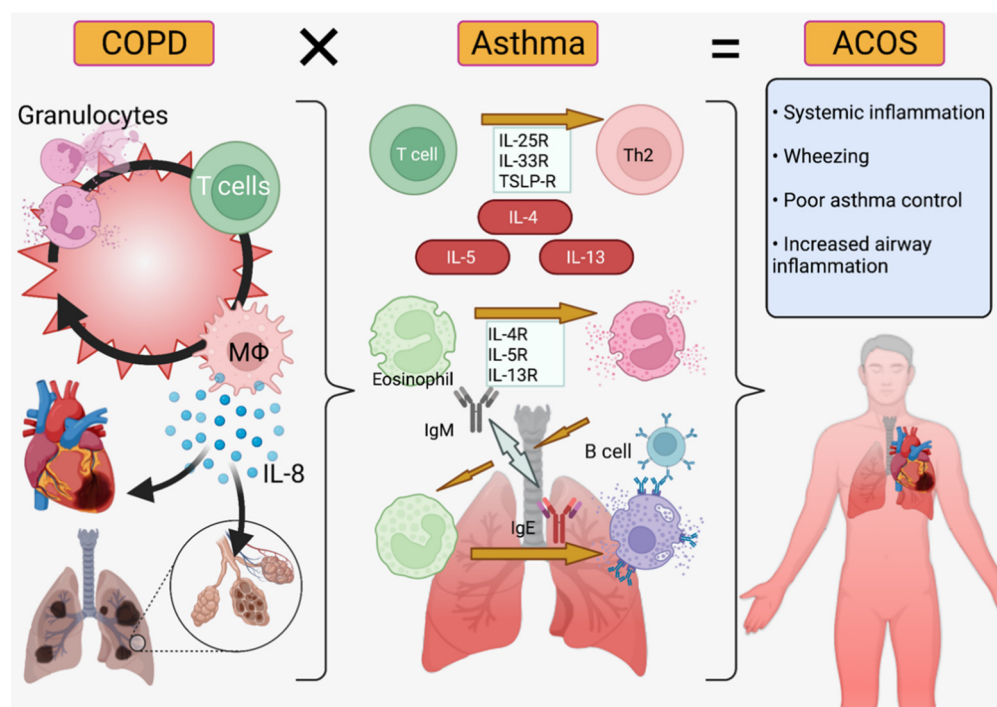 COPD
×
Asthma
=
ACOS
Granulocytes
T cells
MΦ
IL-8
T cell
IL-25R
IL-33R
TSLP-R
Th2
IL-4
IL-5
IL-13
Eosinophil
IL-4R
IL-5R
IL-13R
IgM
B cell
IgE
• Systemic inflammation
• Wheezing
• Poor asthma control
• Increased airway
inflammation